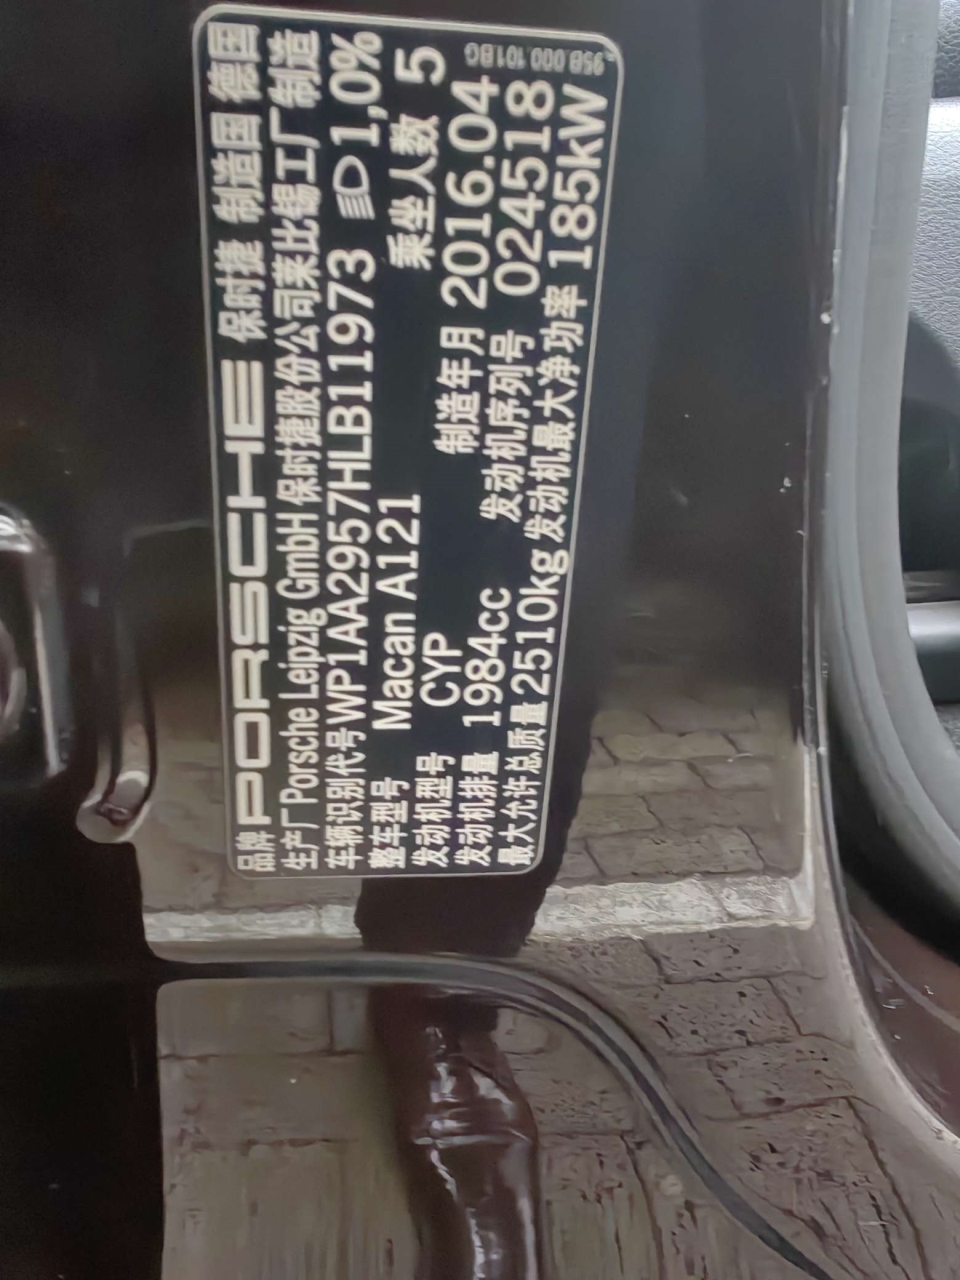 品牌 PORSCHE 保时捷 制造国 德国
生产厂 Porsche Leipzig GmbH 保时捷股份公司莱比锡工厂制造
车辆识别代号 WP1AA2957HLB11973 1,0%
整车型号 Macan A121 乘坐人数 5
发动机型号 CYP 制造年月 2016.04
发动机排量 1984cc 发动机序列号 024518
最大允许总质量 2510kg 发动机最大净功率 185kW
95B.000.101.BG